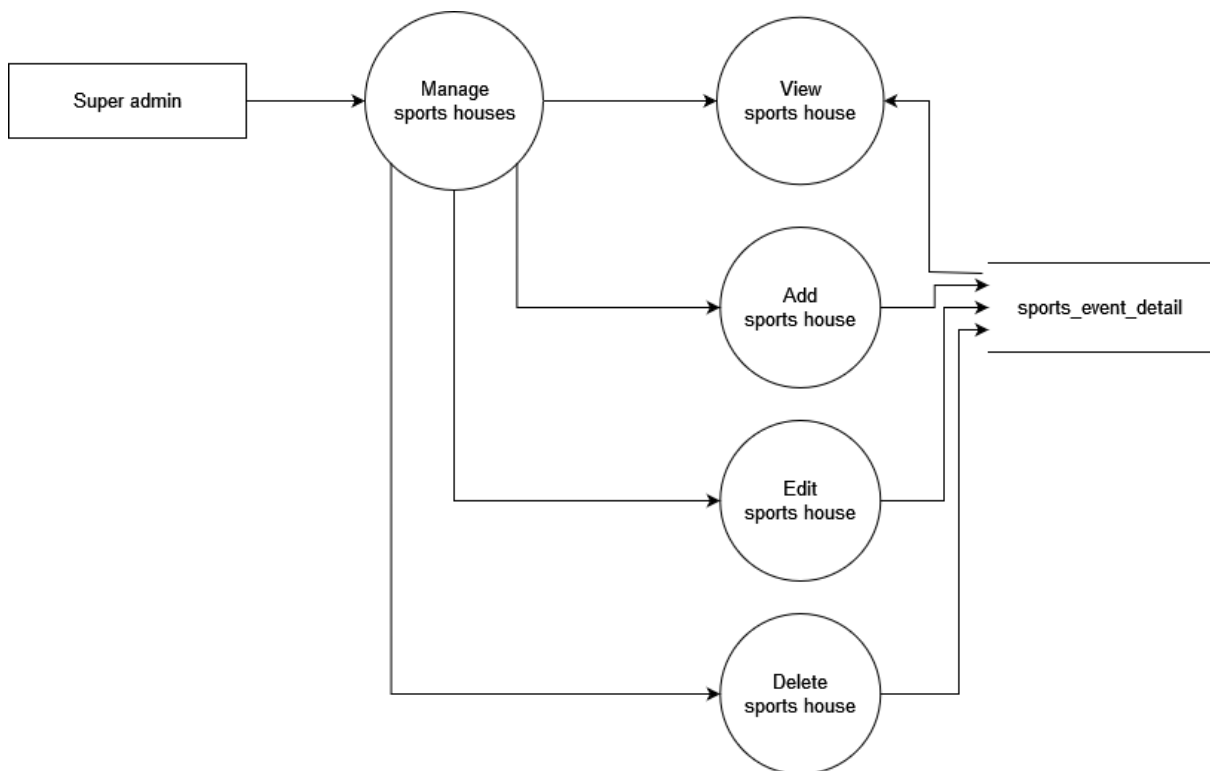 Super admin
Manage
sports houses
View
sports house
Add
sports house
sports_event_detail
Edit
sports house
Delete
sports house